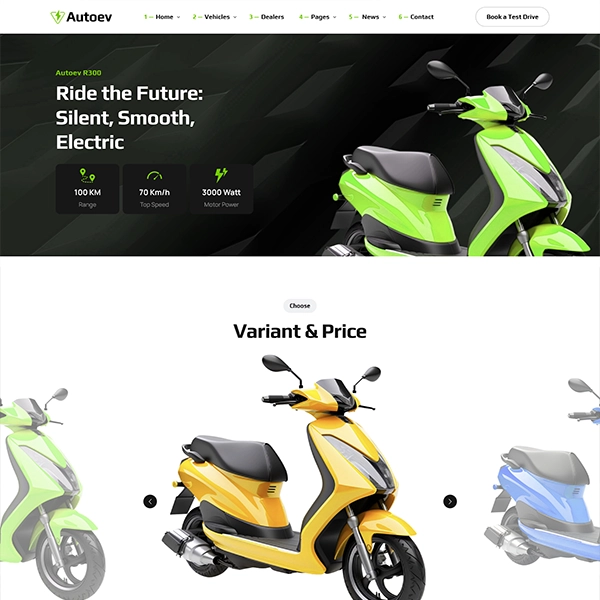 Autoev
1 — Home
2 — Vehicles
3 — Dealers
4 — Pages
5 — News
6 — Contact
Book a Test Drive
Autoev R300
Ride the Future:
Silent, Smooth,
Electric
100 KM
Range
70 Km/h
Top Speed
3000 Watt
Motor Power
Choose
Variant & Price